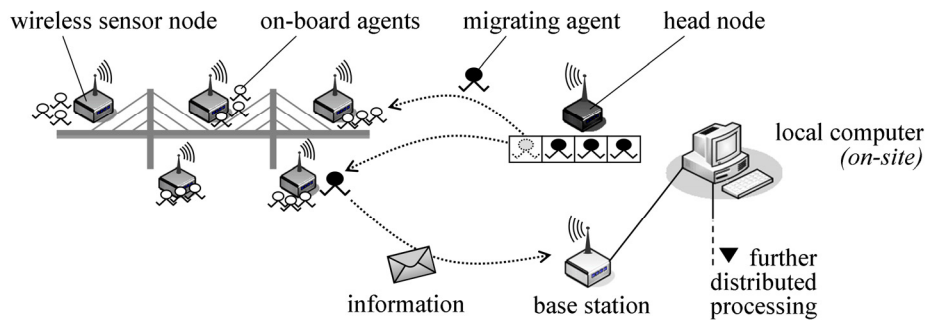 wireless sensor node
on-board agents
migrating agent
head node
local computer
(on-site)
further
distributed
processing
information
base station